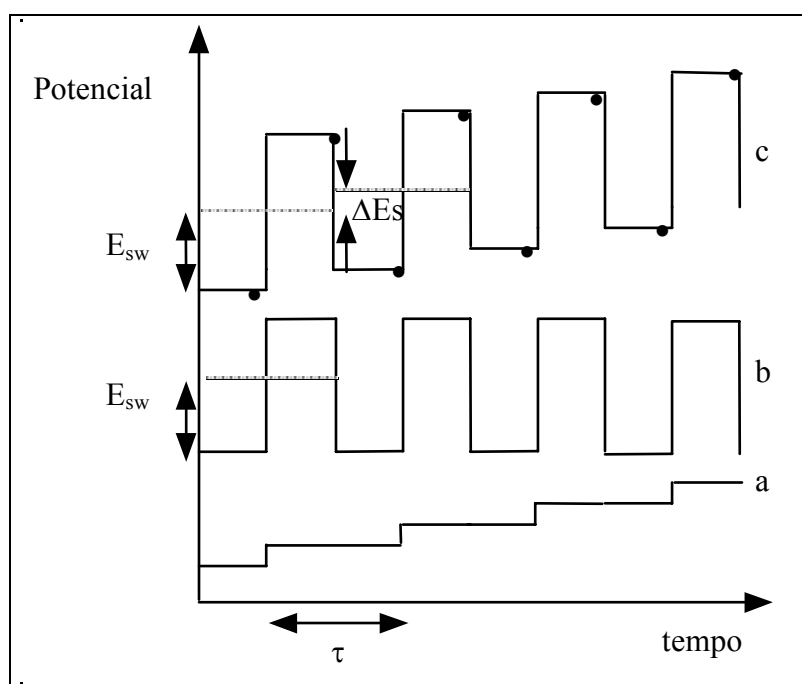 Potencial
c
ΔEs
E_sw
b
E_sw
a
tempo
τ